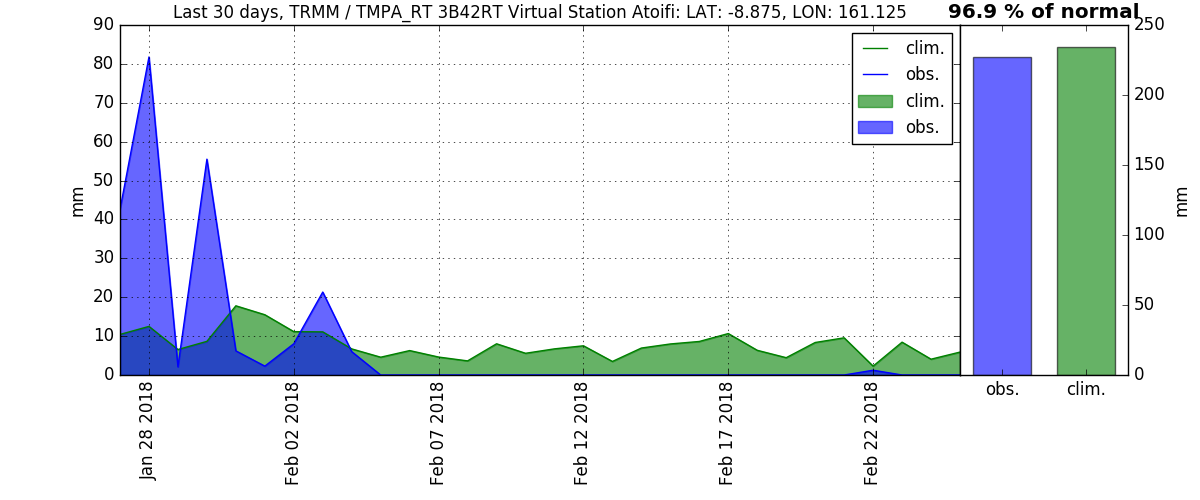 Last 30 days, TRMM / TMPA_RT 3B42RT Virtual Station Atoifi: LAT: -8.875, LON: 161.125
96.9 % of normal
90
80
70
60
50
40
30
20
10
0
mm
clim.
obs.
clim.
obs.
250
200
150
100
50
0
mm
Jan 28 2018
Feb 02 2018
Feb 07 2018
Feb 12 2018
Feb 17 2018
Feb 22 2018
obs.
clim.